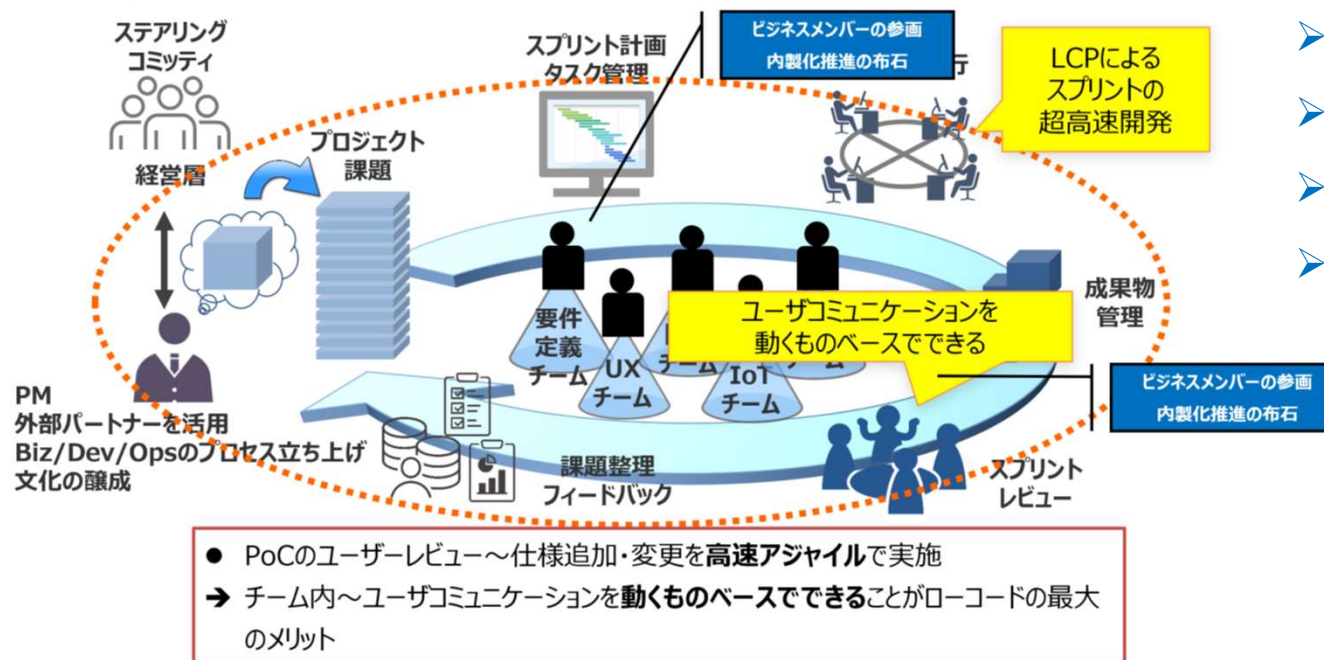 ステアリング
コミッティ
経営層
プロジェクト
課題
スプリント計画
タスク管理
ビジネスメンバーの参画
内製化推進の布石
行
LCPによる
スプリントの
超高速開発
➢
➢
➢
➢
要件
定義
チーム
UX
チーム
チーム
IoT
チーム
チーム
ユーザコミュニケーションを
動くものベースでできる
成果物
管理
ビジネスメンバーの参画
内製化推進の布石
PM
外部パートナーを活用
Biz/Dev/Opsのプロセス立ち上げ
文化の醸成
課題整理
フィードバック
スプリント
レビュー
● PoCのユーザーレビュー～仕様追加・変更を高速アジャイルで実施
➔ チーム内～ユーザコミュニケーションを動くものベースでできることがローコードの最大
のメリット